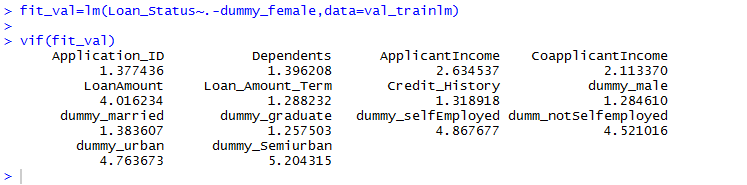 > fit_val=lm(Loan_Status~.-dummy_female,data=val_trainlm)
>
> vif(fit_val)
Application_ID Dependents ApplicantIncome CoapplicantIncome
1.377436 1.396208 2.634537 2.113370
LoanAmount Loan_Amount_Term Credit_History dummy_male
4.016234 1.288232 1.318918 1.284610
dummy_married dummy_graduate dummy_selfEmployed dumm_notSelfemployed
1.383607 1.257503 4.867677 4.521016
dummy_urban dummy_Semiurban
4.763673 5.204315
>